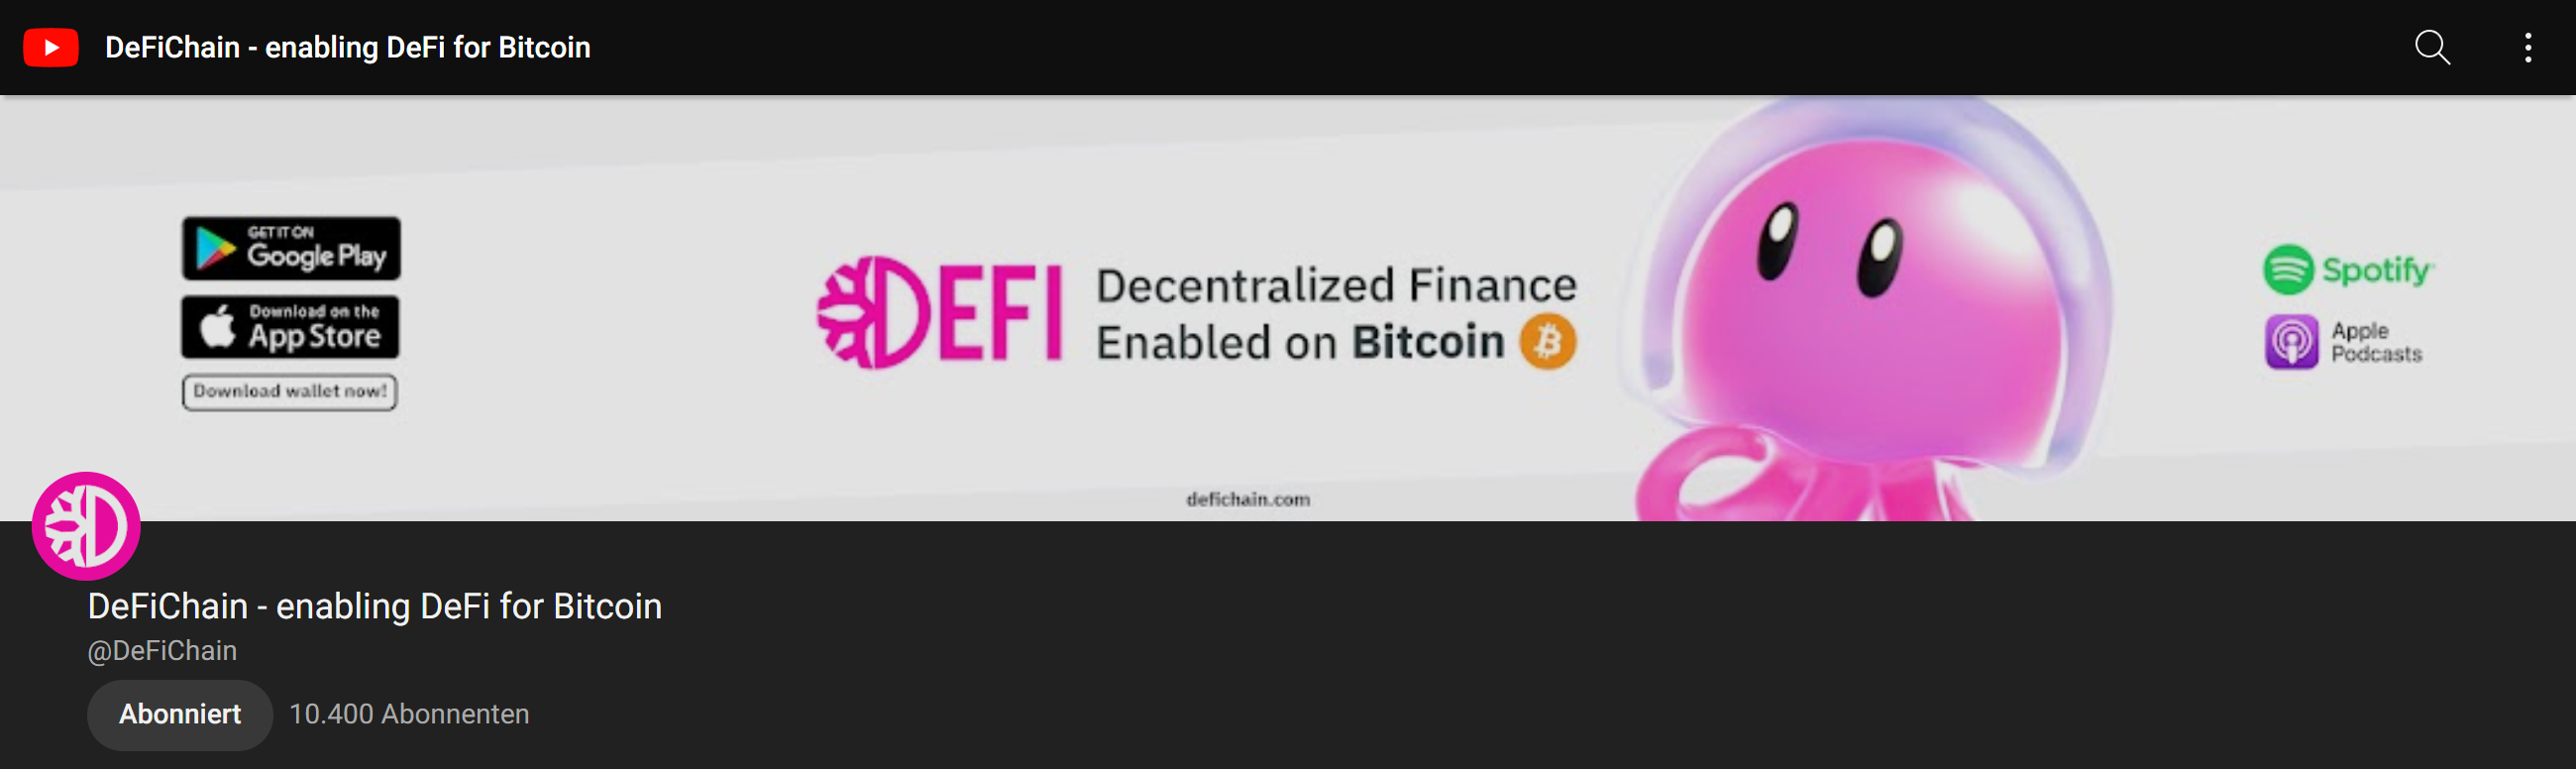 DeFiChain - enabling DeFi for Bitcoin
GET IT ON
Google Play
Download on the
App Store
Download wallet now!
DEFI
Decentralized Finance
Enabled on Bitcoin
Spotify
Apple
Podcasts
defichain.com
DeFiChain - enabling DeFi for Bitcoin
@DeFiChain
Abonniert 10.400 Abonnenten